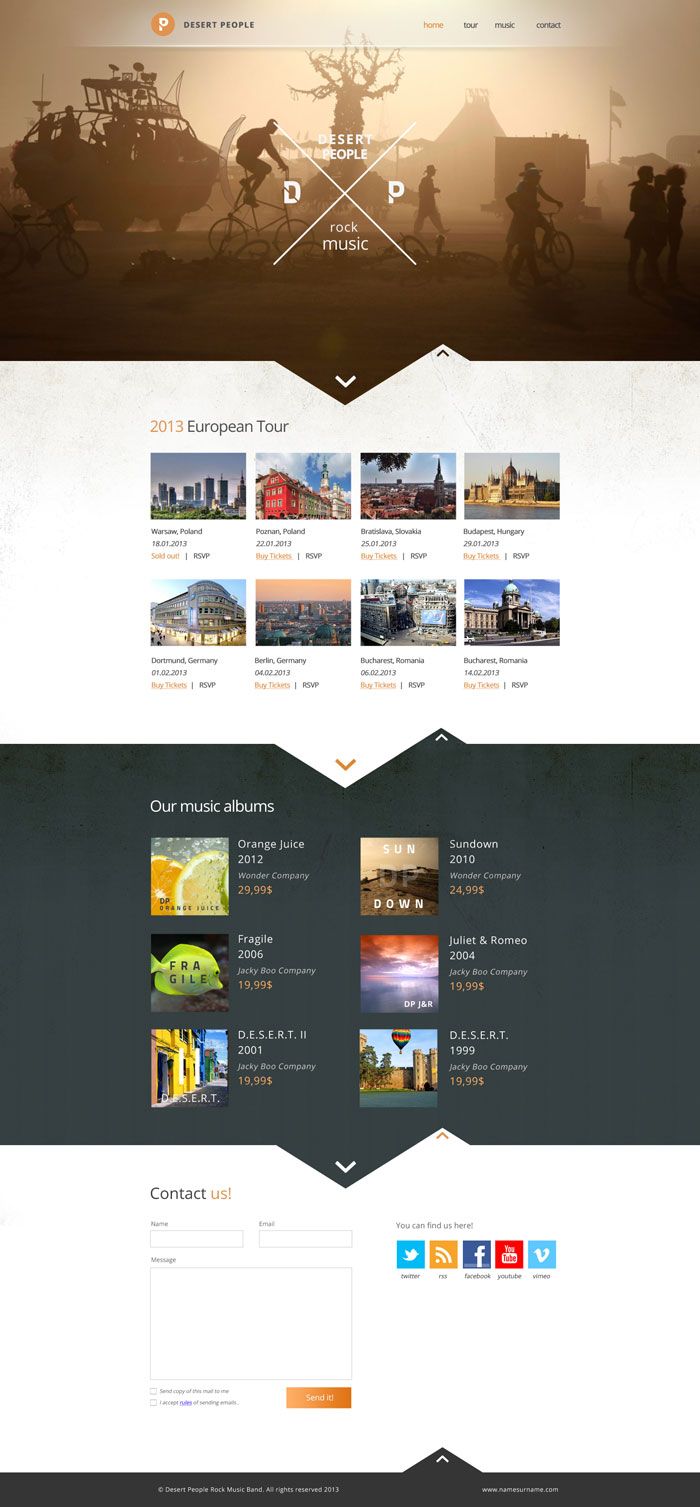 P DESERT PEOPLE
home tour music contact
DESERT
PEOPLE
D P
rock
music
2013 European Tour
Warsaw, Poland
18.01.2013
Sold out! | RSVP
Poznan, Poland
22.01.2013
Buy Tickets | RSVP
Bratislava, Slovakia
25.01.2013
Buy Tickets | RSVP
Budapest, Hungary
29.01.2013
Buy Tickets | RSVP
Dortmund, Germany
01.02.2013
Buy Tickets | RSVP
Berlin, Germany
04.02.2013
Buy Tickets | RSVP
Bucharest, Romania
06.02.2013
Buy Tickets | RSVP
Bucharest, Romania
14.02.2013
Buy Tickets | RSVP
Our music albums
DP
ORANGE JUICE
Orange Juice
2012
Wonder Company
29,99$
SUN
DP
DOWN
Sundown
2010
Wonder Company
24,99$
FRA
GILE
Fragile
2006
Jacky Boo Company
19,99$
DP J&R
Juliet & Romeo
2004
Jacky Boo Company
19,99$
D.E.S.E.R.T.
D.E.S.E.R.T. II
2001
Jacky Boo Company
19,99$
D.E.S.E.R.T.
1999
Jacky Boo Company
19,99$
Contact us!
Name
Email
Message
Send copy of this mail to me
I accept rules of sending emails..
Send it!
You can find us here!
You
Tube
twitter rss facebook youtube vimeo
© Desert People Rock Music Band. All rights reserved 2013
www.namesurname.com